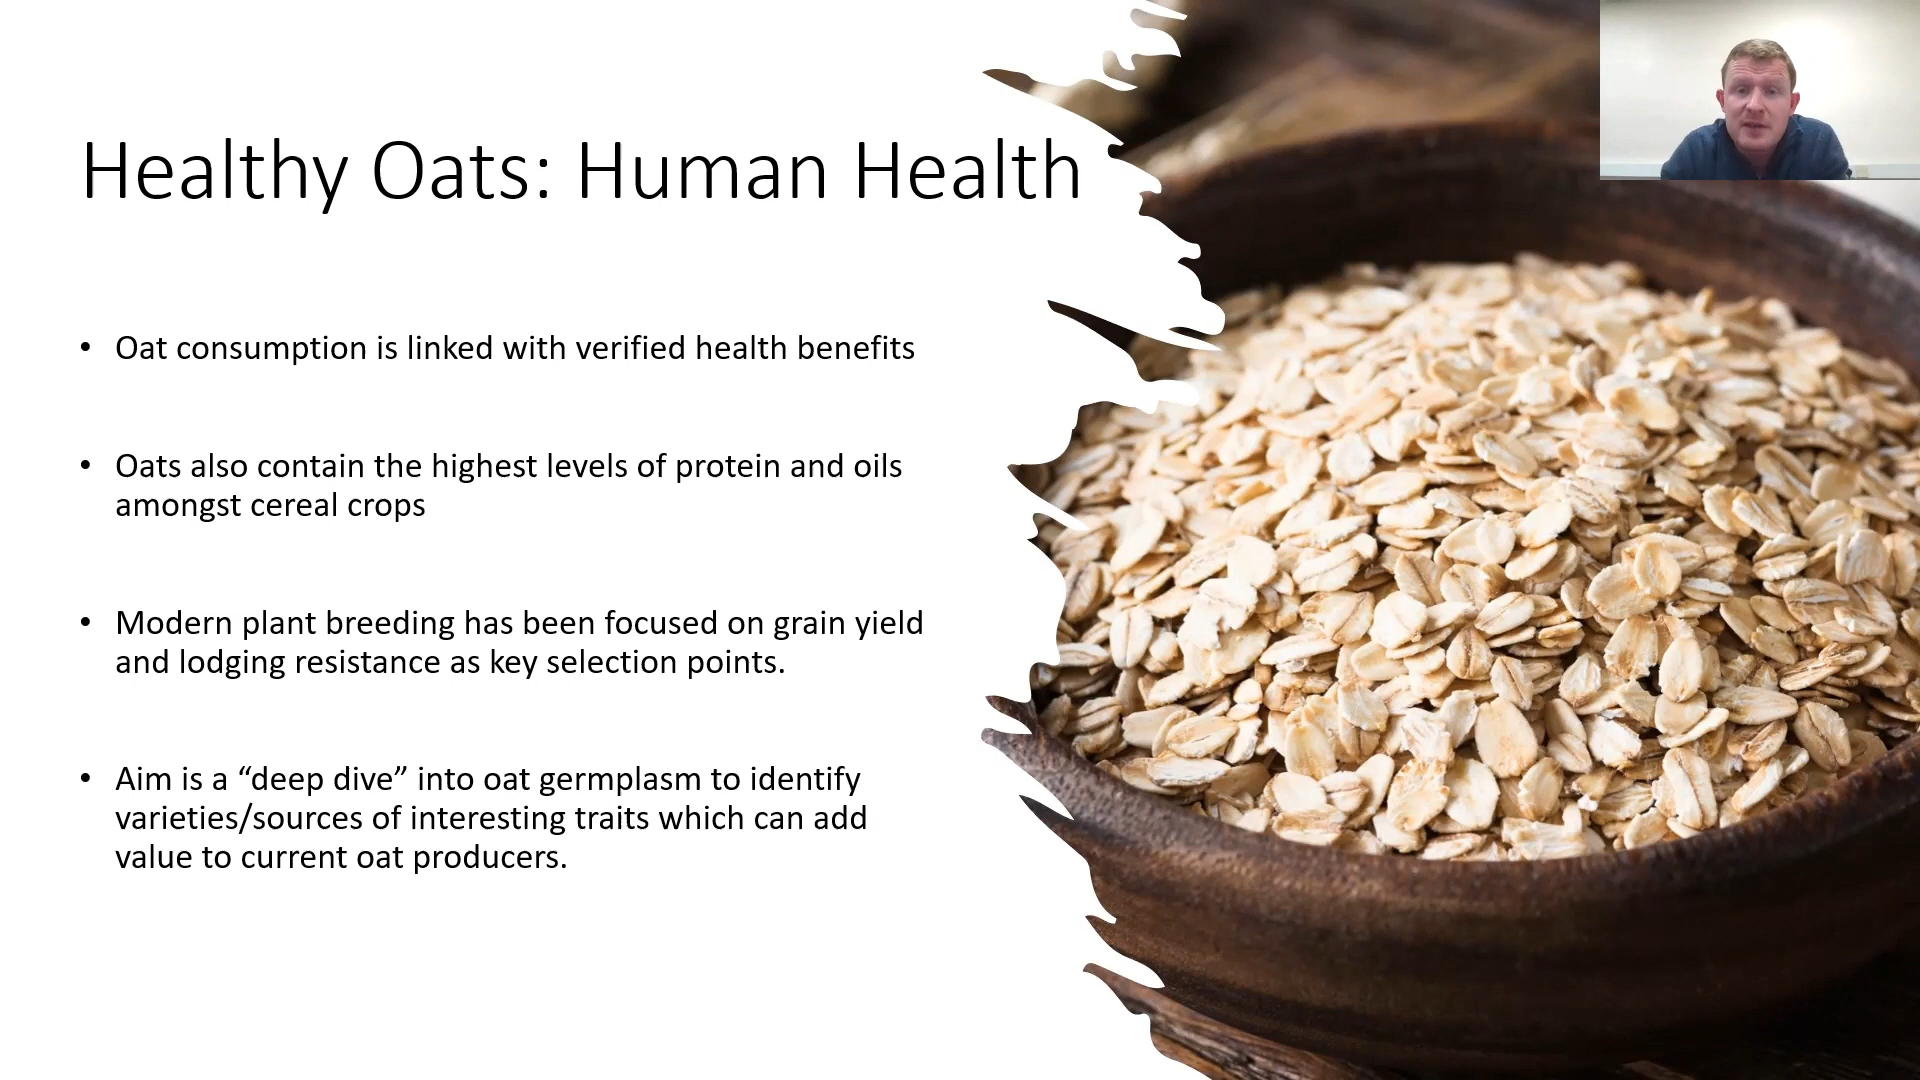 Healthy Oats: Human Health
• Oat consumption is linked with verified health benefits
• Oats also contain the highest levels of protein and oils
amongst cereal crops
• Modern plant breeding has been focused on grain yield
and lodging resistance as key selection points.
• Aim is a “deep dive” into oat germplasm to identify
varieties/sources of interesting traits which can add
value to current oat producers.